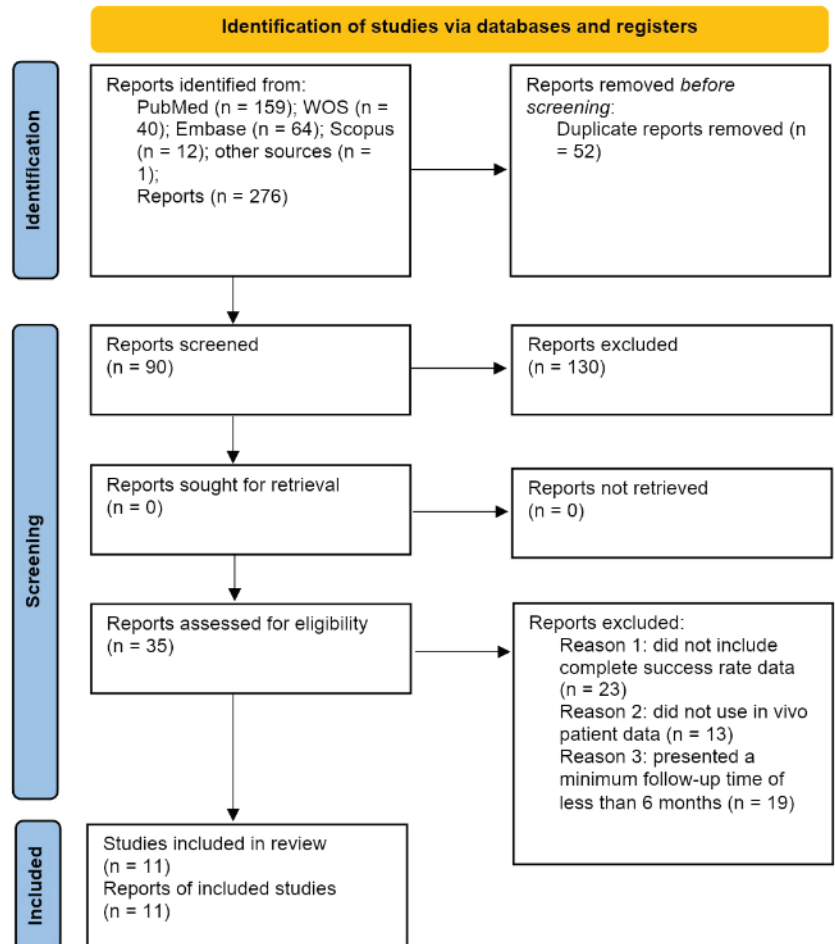 Identification of studies via databases and registers
Identification
Reports identified from:
PubMed (n = 159); WOS (n =
40); Embase (n = 64); Scopus
(n = 12); other sources (n =
1);
Reports (n = 276)
Reports removed before
screening:
Duplicate reports removed (n
= 52)
Screening
Reports screened
(n = 90)
Reports excluded
(n = 130)
Reports sought for retrieval
(n = 0)
Reports not retrieved
(n = 0)
Reports assessed for eligibility
(n = 35)
Reports excluded:
Reason 1: did not include
complete success rate data
(n = 23)
Reason 2: did not use in vivo
patient data (n = 13)
Reason 3: presented a
minimum follow-up time of
less than 6 months (n = 19)
Included
Studies included in review
(n = 11)
Reports of included studies
(n = 11)